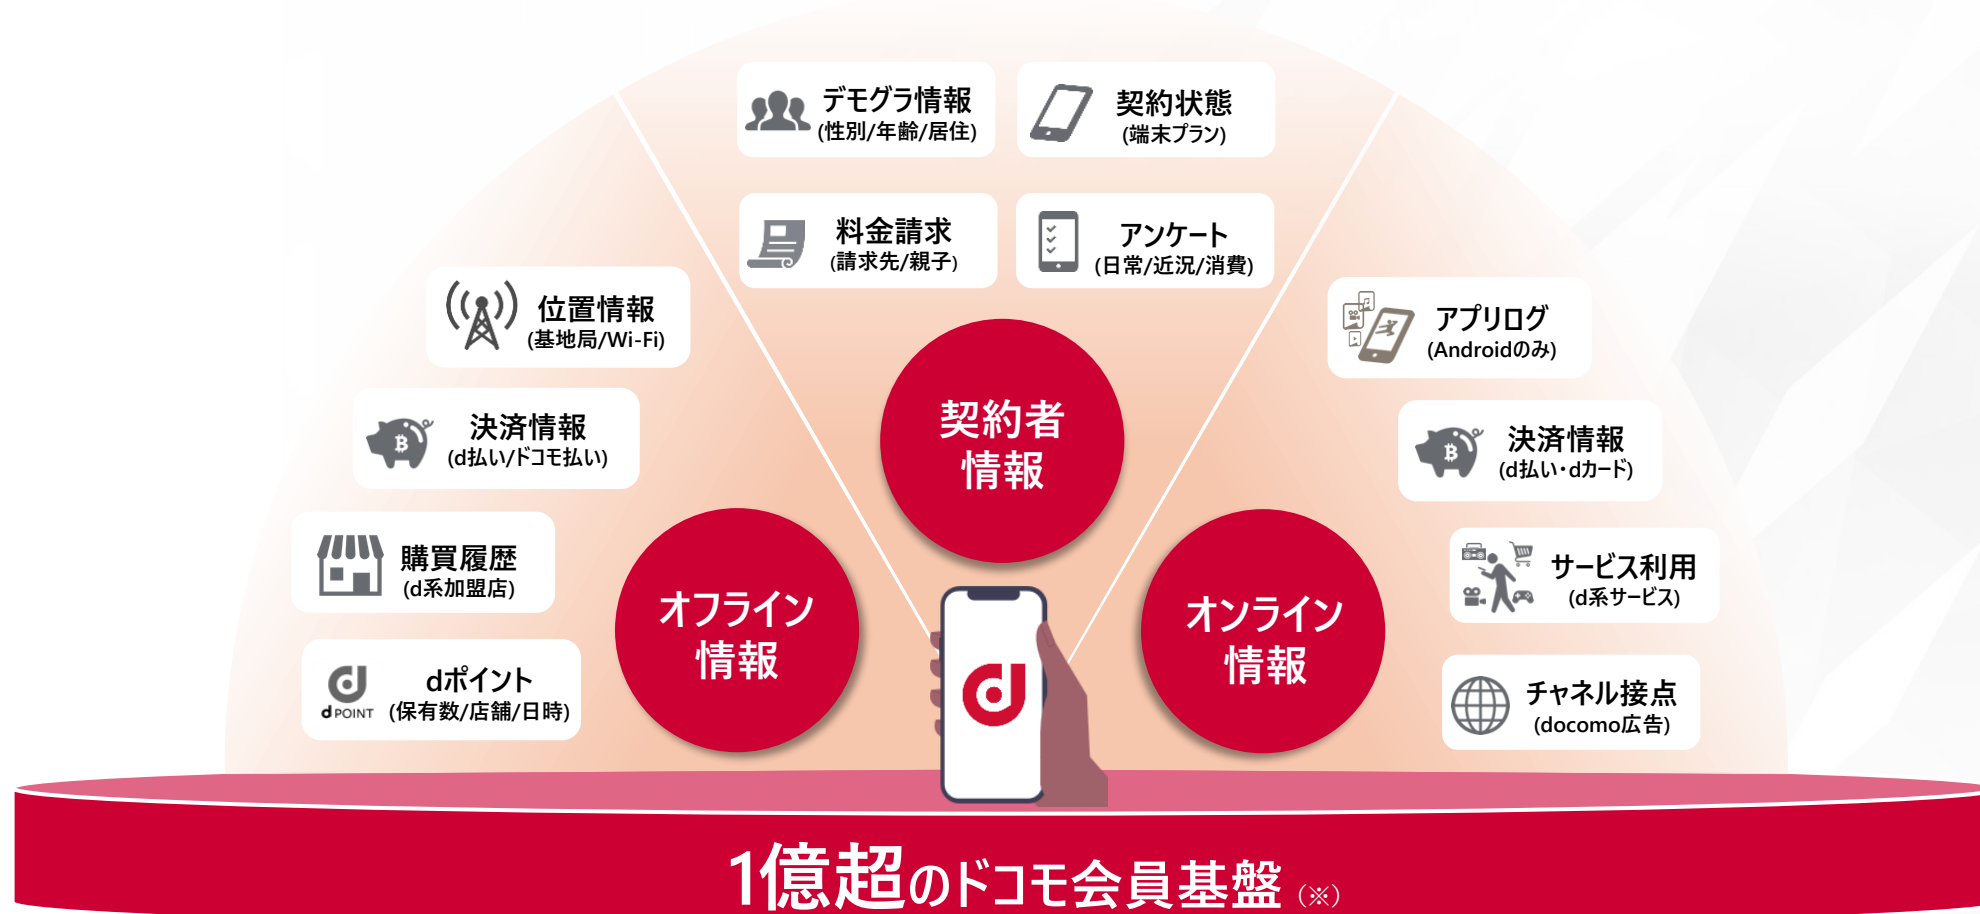 デモグラ情報
(性別/年齢/居住)
契約状態
(端末プラン)
料金請求
(請求先/親子)
アンケート
(日常/近況/消費)
位置情報
(基地局/Wi-Fi)
決済情報
(d払い/ドコモ払い)
購買履歴
(d系加盟店)
d POINT
dポイント
(保有数/店舗/日時)
オフライン
情報
契約者
情報
オンライン
情報
アプリログ
(Androidのみ)
決済情報
(d払い・dカード)
サービス利用
(d系サービス)
チャネル接点
(docomo広告)
1億超のドコモ会員基盤 (※)